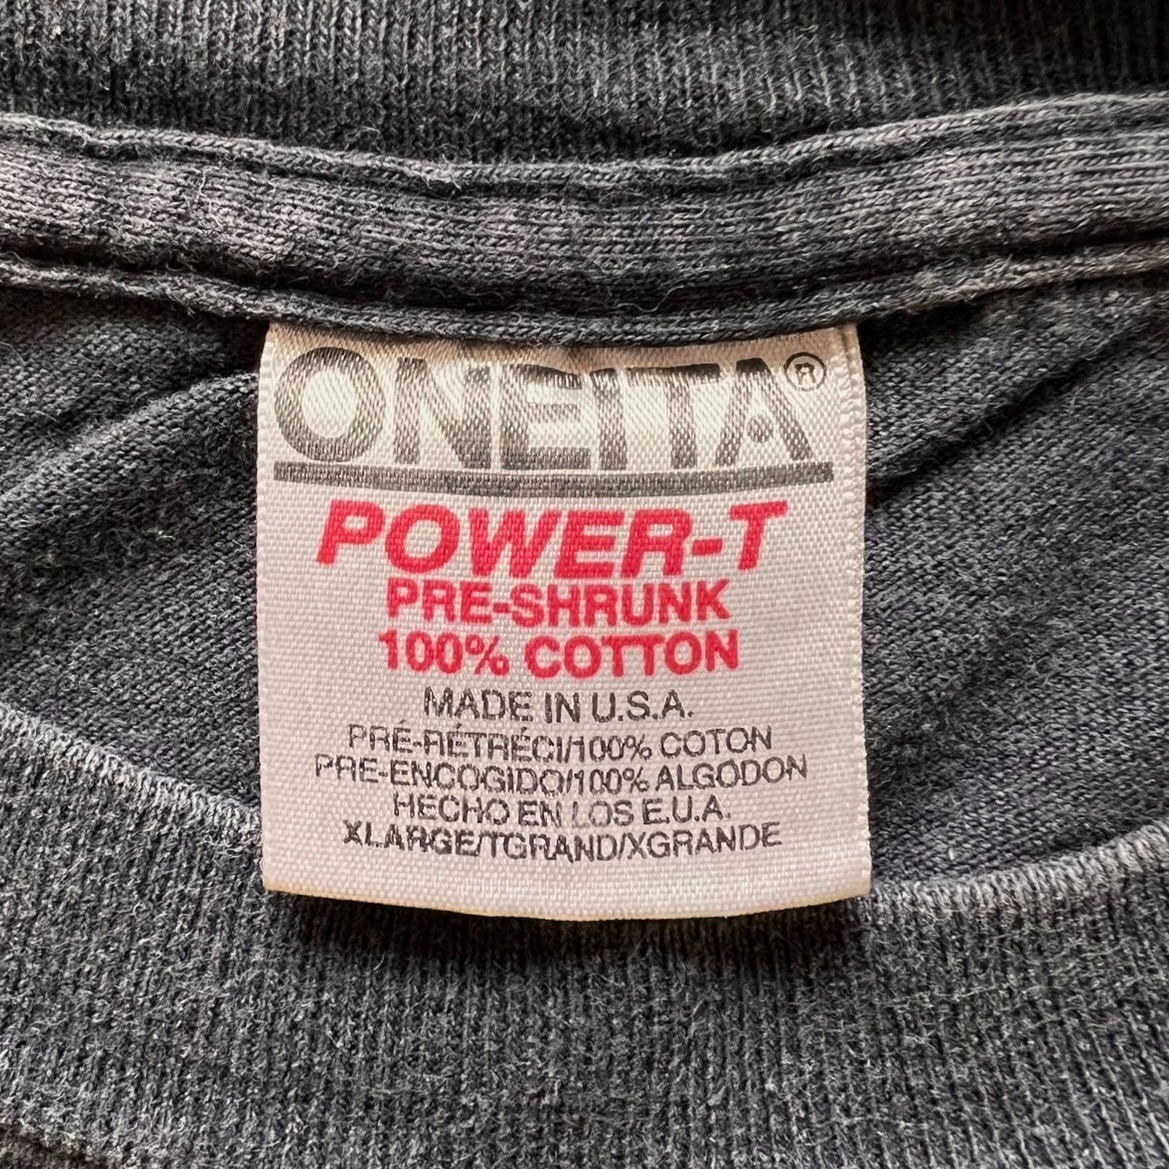 ONEITA®
POWER-T
PRE-SHRUNK
100% COTTON
MADE IN U.S.A.
PRÉ-RÉTRÉCI/100% COTON
PRE-ENCOGIDO/100% ALGODON
HECHO EN LOS E.U.A.
XLARGE/TGRAND/XGRANDE